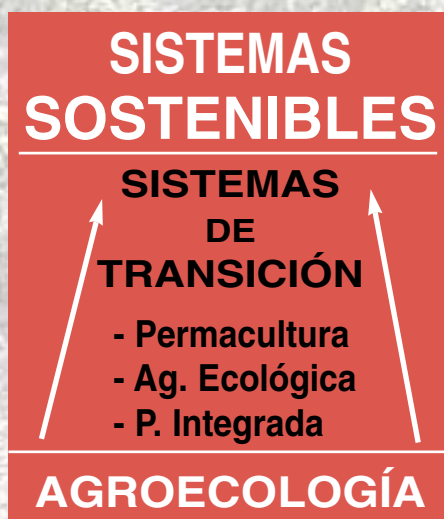 SISTEMAS
SOSTENIBLES
SISTEMAS
DE
TRANSICIÓN
- Permacultura
- Ag. Ecológica
- P. Integrada
AGROECOLOGÍA